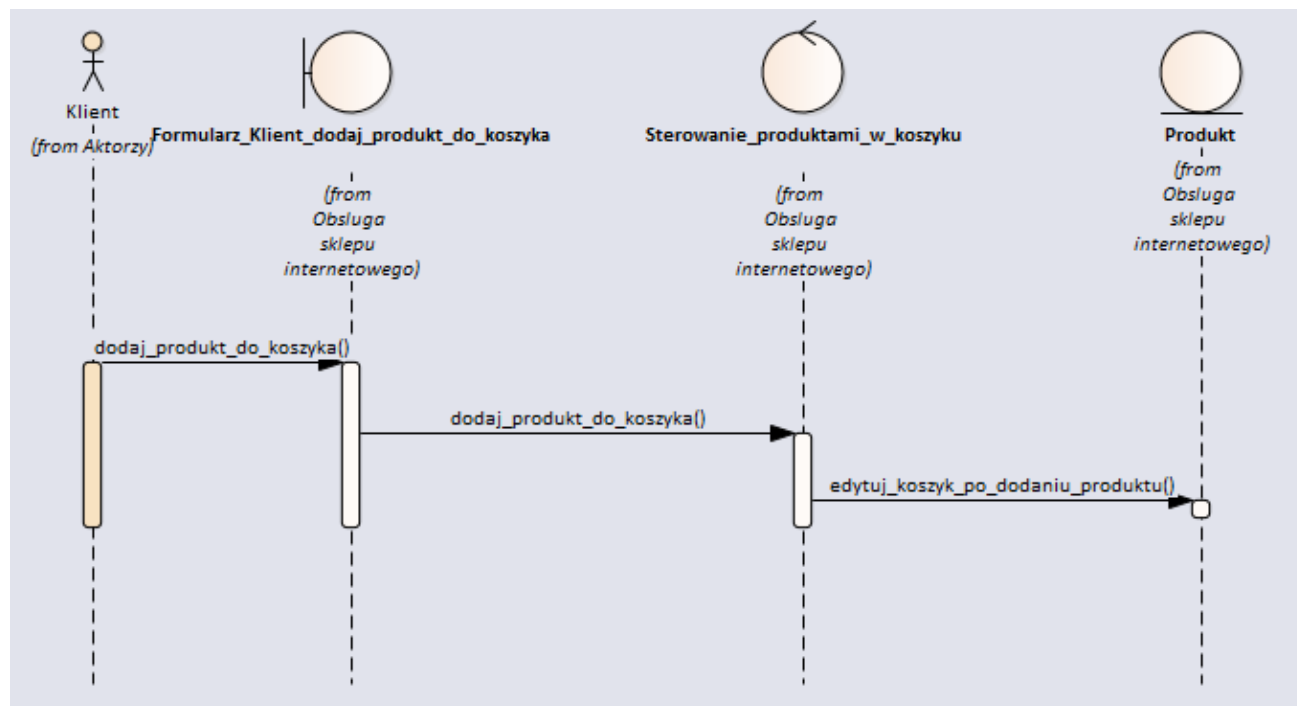 Klient
(from Aktorzy)
Formularz_Klient_dodaj_produkt_do_koszyka
(from
Obsluga
sklepu
internetowego)
Sterowanie_produktami_w_koszyku
(from
Obsluga
sklepu
internetowego)
Produkt
(from
Obsluga
sklepu
internetowego)
dodaj_produkt_do_koszyka()
dodaj_produkt_do_koszyka()
edytuj_koszyk_po_dodaniu_produktu()